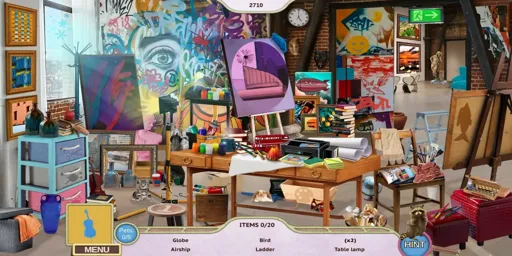 2710
ITEMS 0/20
Globe Bird (x2)
Airship Ladder Table lamp
MENU
HINT